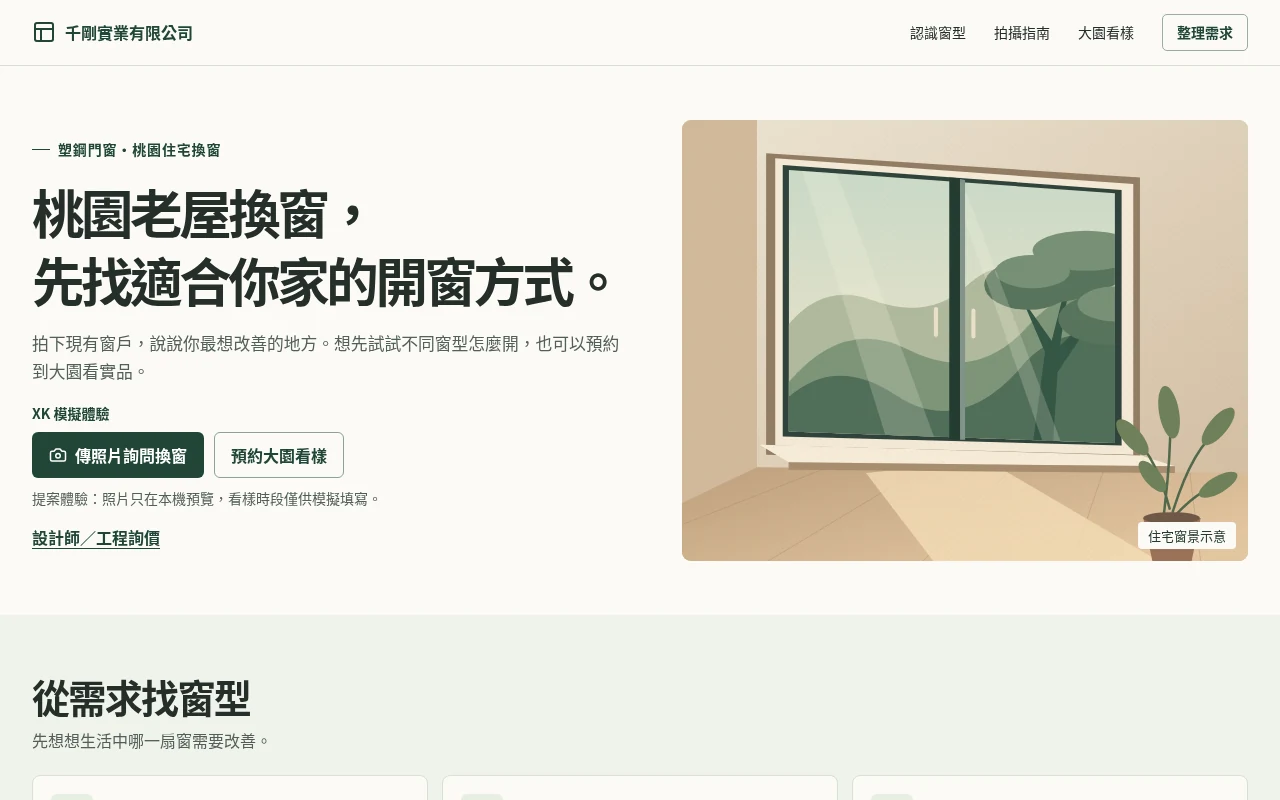 千剛實業有限公司
認識窗型
拍攝指南
大園看樣
整理需求
塑鋼門窗・桃園住宅換窗
桃園老屋換窗，
先找適合你家的開窗方式。
拍下現有窗戶，說說你最想改善的地方。想先試試不同窗型怎麼開，也可以預約
到大園看實品。
XK 模擬體驗
傳照片詢問換窗
預約大園看樣
提案體驗：照片只在本機預覽，看樣時段僅供模擬填寫。
設計師／工程詢價
住宅窗景示意
從需求找窗型
先想想生活中哪一扇窗需要改善。